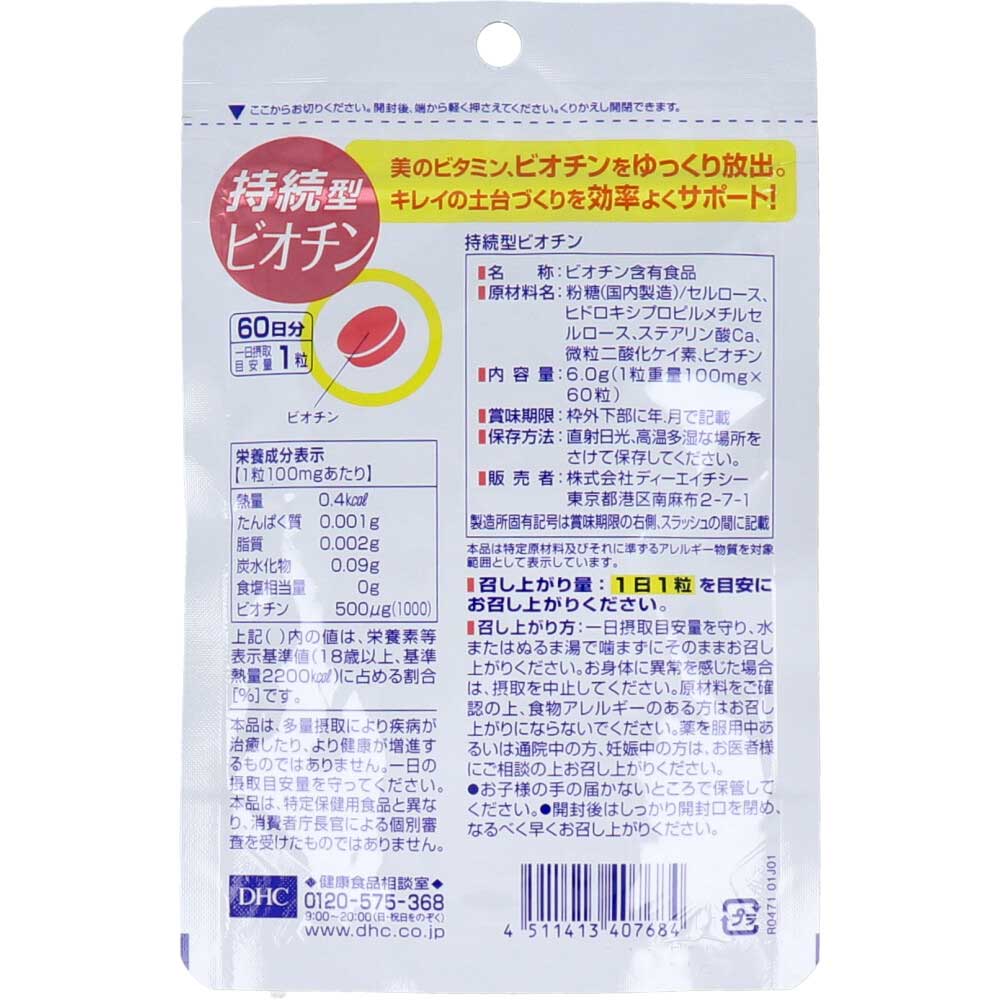 ▼ここからお切りください。開封後、端から軽く押さえてください。くりかえし開閉できます。
持続型
ビオチン
美のビタミン、ビオチンをゆっくり放出。
キレイの土台づくりを効率よくサポート!
60日分
一日摂取
目安量 1粒
ビオチン
持続型ビオチン
名称:ビオチン含有食品
原材料名:粉糖(国内製造)/セルロース、
ヒドロキシプロピルメチルセ
ルロース、ステアリン酸Ca、
微粒二酸化ケイ素、ビオチン
内容量:6.0g(1粒重量100mg×
60粒)
賞味期限:枠外下部に年.月で記載
保存方法:直射日光、高温多湿な場所を
さけて保存してください。
販売者:株式会社ディーエイチシー
東京都港区南麻布2-7-1
製造所固有記号は賞味期限の右側、スラッシュの間に記載
本品は特定原材料及びそれに準ずるアレルギー物質を対象
範囲として表示しています。
栄養成分表示
[1粒100mgあたり]
熱量 0.4kcal
たんぱく質 0.001g
脂質 0.002g
炭水化物 0.09g
食塩相当量 0g
ビオチン 500μg(1000)
上記( )内の値は、栄養素等
表示基準値(18歳以上、基準
熱量2200kcal)に占める割合
[%]です。
本品は、多量摂取により疾病が
治癒したり、より健康が増進す
るものではありません。一日の
摂取目安量を守ってください。
本品は、特定保健用食品と異な
り、消費者庁長官による個別審
査を受けたものではありません。
召し上がり量:1日1粒を目安に
お召し上がりください。
召し上がり方:一日摂取目安量を守り、水
またはぬるま湯で噛まずにそのままお召し
上がりください。お身体に異常を感じた場合
は、摂取を中止してください。原材料をご確
認の上、食物アレルギーのある方はお召し
上がりにならないでください。薬を服用中あ
るいは通院中の方、妊娠中の方は、お医者様
にご相談の上お召し上がりください。
●お子様の手の届かないところで保管して
ください。●開封後はしっかり開封口を閉め、
なるべく早くお召し上がりください。
DHC
◆健康食品相談室◆
0120-575-368
9:00~20:00(日・祝日をのぞく)
www.dhc.co.jp
4 511413 407684
プラ
R0471 01J01